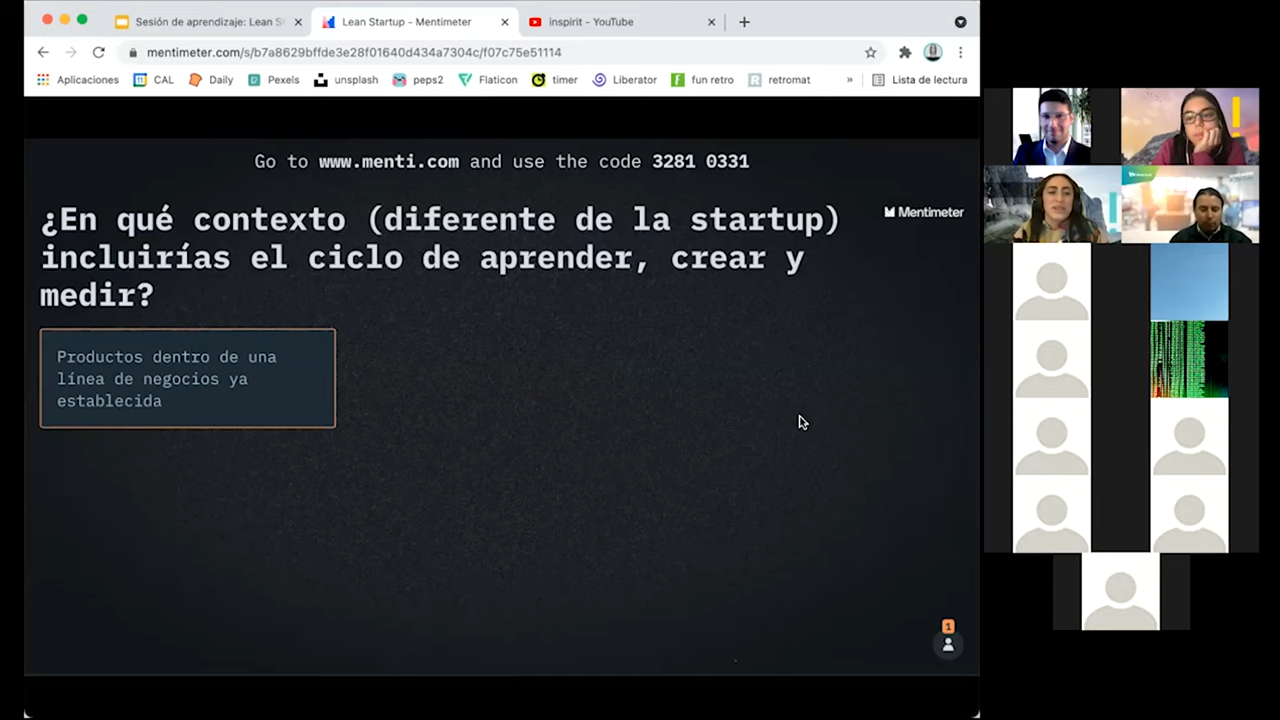 Sesión de aprendizaje: Lean S
Lean Startup - Mentimeter
inspirit - YouTube
mentimeter.com/s/b7a8629bffde3e28f01640d434a7304c/f07c75e51114
Aplicaciones
CAL
Daily
Pexels
unsplash
peps2
Flaticon
timer
Liberator
fun retro
retromat
»
Lista de lectura
Go to www.menti.com and use the code 3281 0331
Mentimeter
¿En qué contexto (diferente de la startup)
incluirías el ciclo de aprender, crear y
medir?
Productos dentro de una
línea de negocios ya
establecida
1